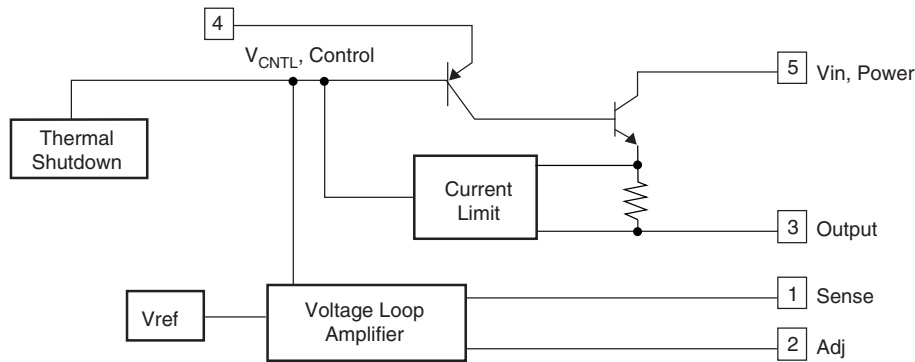 4
V_CNTL, Control
5 Vin, Power
Thermal
Shutdown
Current
Limit
3 Output
1 Sense
Vref
Voltage Loop
Amplifier
2 Adj